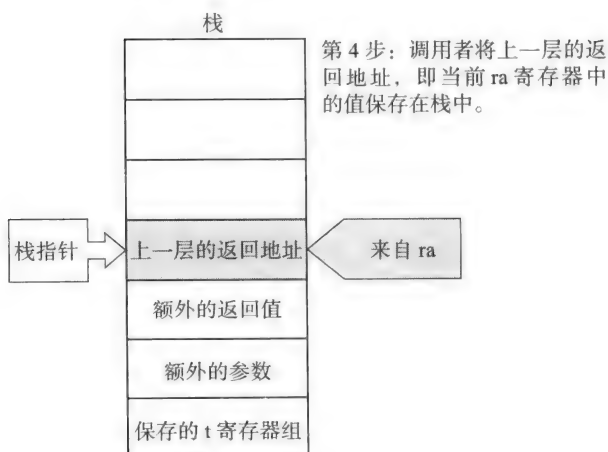 栈
第 4 步：调用者将上一层的返
回地址，即当前 ra 寄存器中
的值保存在栈中。
栈指针
上一层的返回地址
来自 ra
额外的返回值
额外的参数
保存的 t 寄存器组